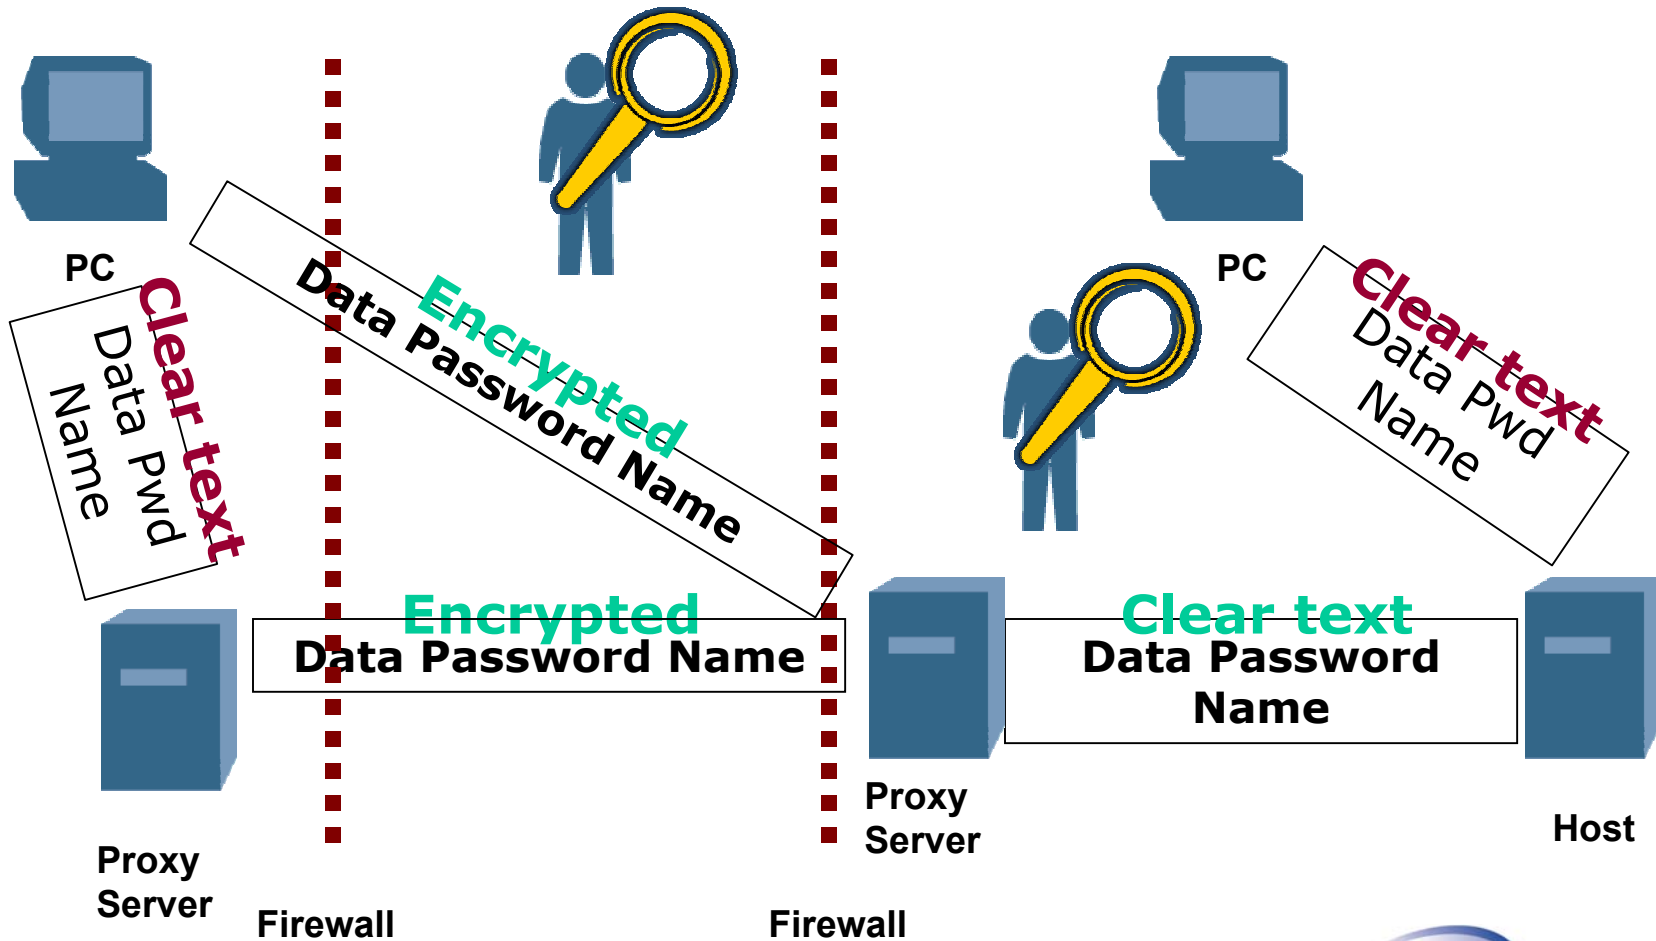 PC
Clear text
Data Pwd
Name
Encrypted
Data Password Name
PC
Clear text
Data Pwd
Name
Encrypted
Data Password Name
Clear text
Data Password
Name
Proxy
Server
Firewall
Firewall
Proxy
Server
Host